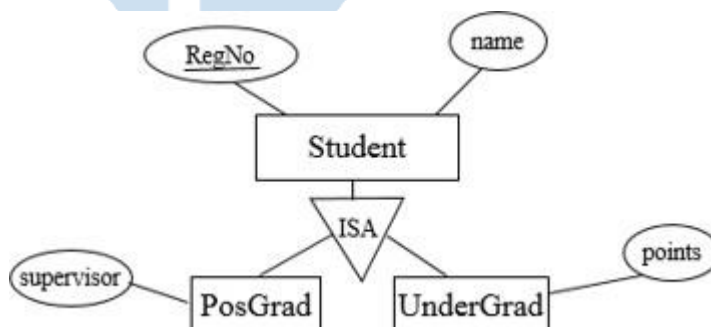 RegNo
name
Student
ISA
supervisor
points
PosGrad
UnderGrad